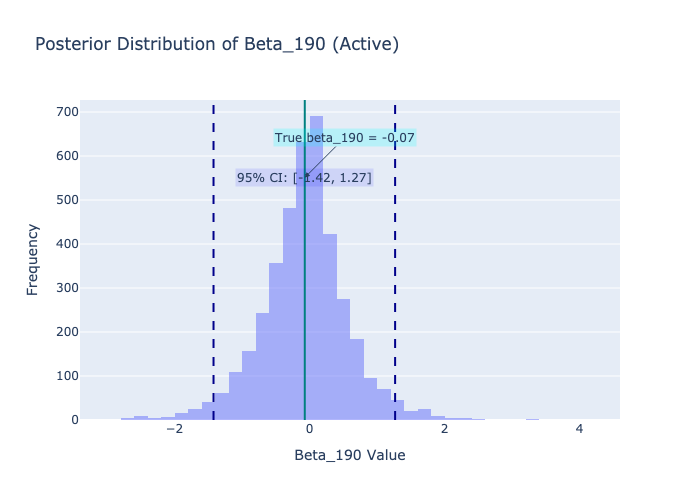 Posterior Distribution of Beta_190 (Active)
700
600
500
400
300
200
100
0
Frequency
True beta_190 = -0.07
95% CI: [-1.42, 1.27]
−2
0
2
4
Beta_190 Value